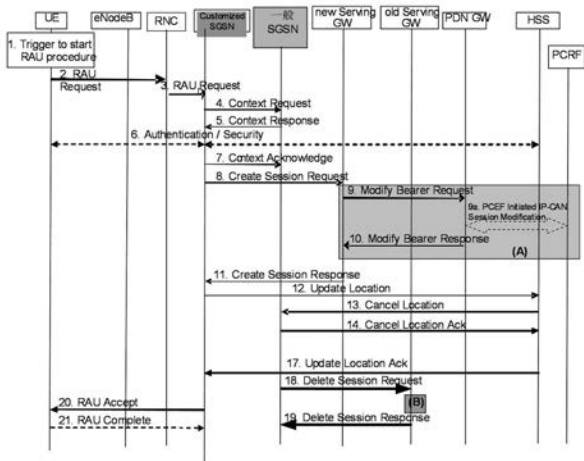 UE
eNodeB
RNC
Customized
SGSN
一般
SGSN
new Serving
GW
old Serving
GW
PDN GW
HSS
PCRF
1. Trigger to start
RAU procedure
2. RAU
Request
3. RAU Request
4. Context Request
5. Context Response
6. Authentication / Security
7. Context Acknowledge
8. Create Session Request
9. Modify Bearer Request
9a. PCEF Initiated IP-CAN
Session Modification
10. Modify Bearer Response
(A)
11. Create Session Response
12. Update Location
13. Cancel Location
14. Cancel Location Ack
17. Update Location Ack
18. Delete Session Request
(B)
19. Delete Session Response
20. RAU Accept
21. RAU Complete